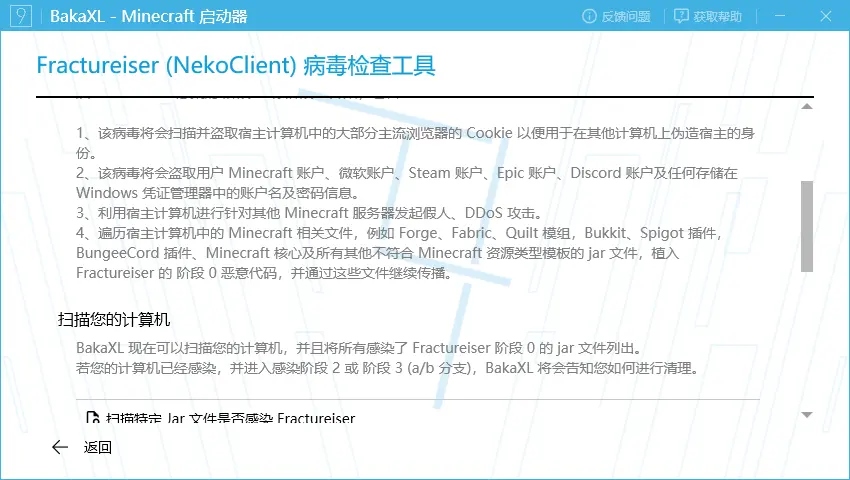 BakaXL - Minecraft 启动器
反馈问题
获取帮助
Fractureiser (NekoClient) 病毒检查工具
1、该病毒将会扫描并盗取宿主计算机中的大部分主流浏览器的 Cookie 以便用于在其他计算机上伪造宿主的身
份。
2、该病毒将会盗取用户 Minecraft 账户、微软账户、Steam 账户、Epic 账户、Discord 账户及任何存储在
Windows 凭证管理器中的账户名及密码信息。
3、利用宿主计算机进行针对其他 Minecraft 服务器发起假人、DDoS 攻击。
4、遍历宿主计算机中的 Minecraft 相关文件，例如 Forge、Fabric、Quilt 模组，Bukkit、Spigot 插件，
BungeeCord 插件、Minecraft 核心及所有其他不符合 Minecraft 资源类型模板的 jar 文件，植入
Fractureiser 的 阶段 0 恶意代码，并通过这些文件继续传播。
扫描您的计算机
BakaXL 现在可以扫描您的计算机，并且将所有感染了 Fractureiser 阶段 0 的 jar 文件列出。
若您的计算机已经感染，并进入感染阶段 2 或 阶段 3 (a/b 分支)，BakaXL 将会告知您如何进行清理。
扫描特定 Jar 文件是否感染 Fractureiser
返回